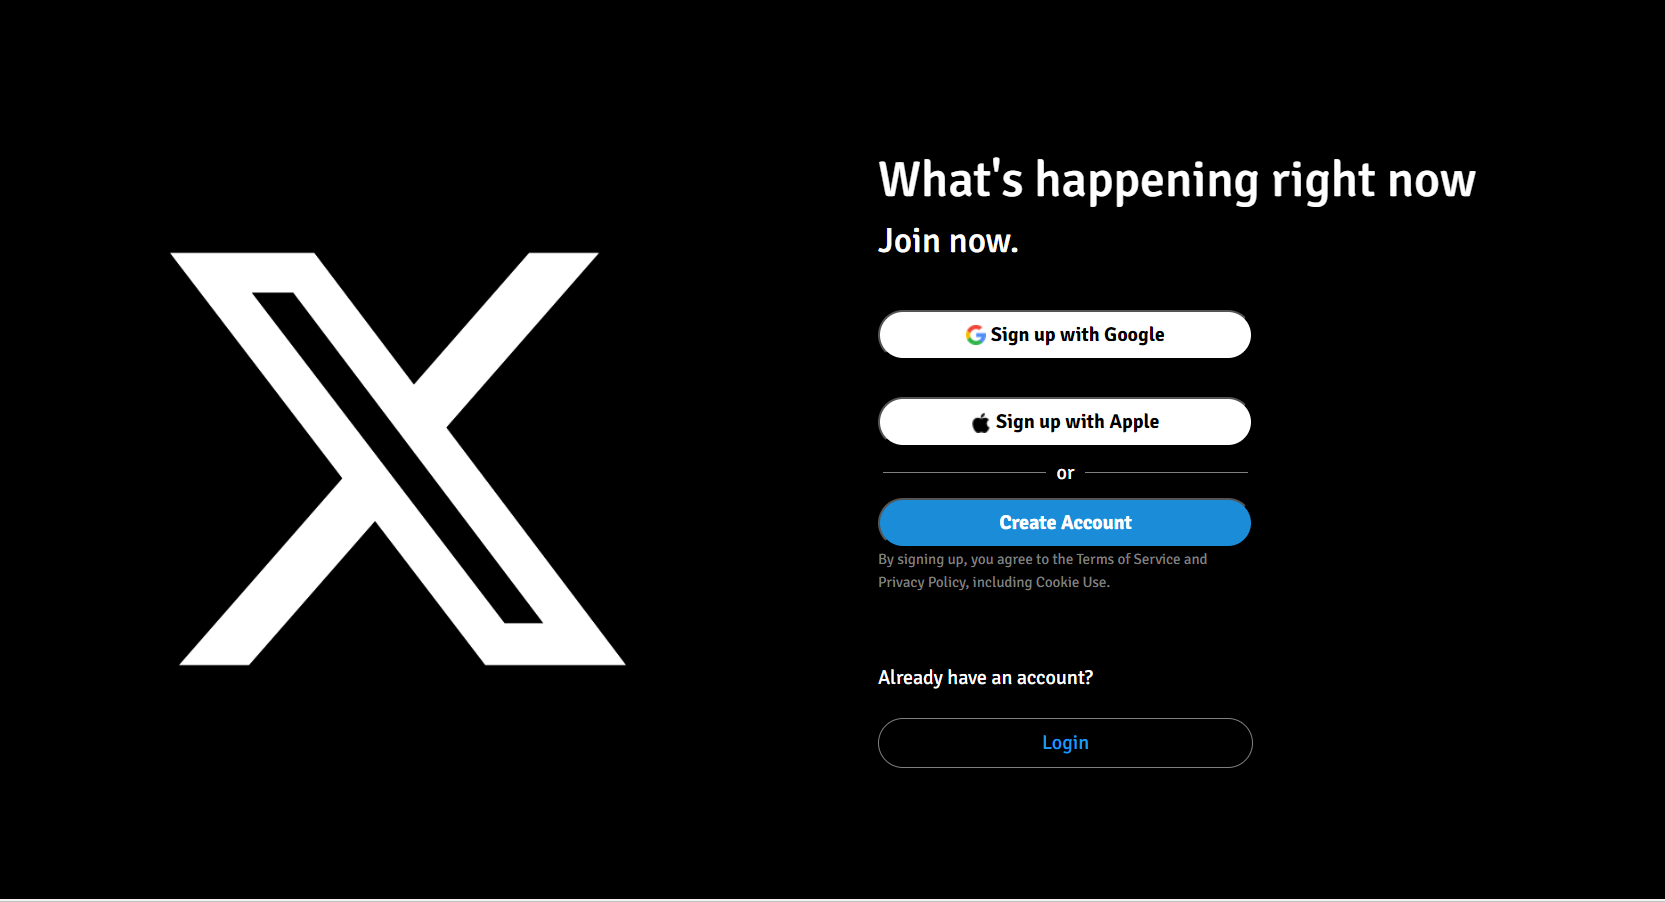 X
What's happening right now
Join now.
Sign up with Google
Sign up with Apple
or
Create Account
By signing up, you agree to the Terms of Service and
Privacy Policy, including Cookie Use.
Already have an account?
Login